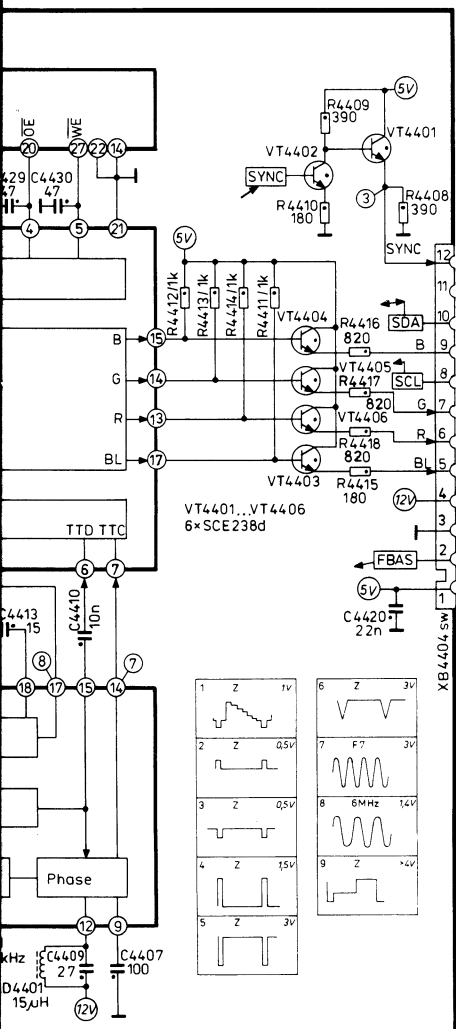 5V
R4409
390
VT4401
VT4402
SYNC
R4410
180
3
R4408
390
SYNC
OE
WE
20
27
22
14
429
47
C4430
47
4
5
21
5V
R4412/1k
R4413/1k
R4414/1k
R4411/1k
VT4404
R4416
820
VT4405
R4417
820
VT4406
R4418
820
VT4403
R4415
180
B
15
G
14
R
13
BL
17
12
11
SDA
10
B
9
SCL
8
G
7
R
6
BL
5
12V
4
3
FBAS
2
5V
1
C4420
22n
XB4404 SW
VT4401...VT4406
6×SCE238d
TTD TTC
6
7
C4410
10n
C4413
15
8
7
18
17
15
14
Phase
12
9
kHz
C4409
27
C4407
100
D4401
15µH
12V
1 Z 1V
2 Z 0,5V
3 Z 0,5V
4 Z 1,5V
5 Z 3V
6 Z 3V
7 F7 3V
8 6MHz 1,4V
9 Z >4V